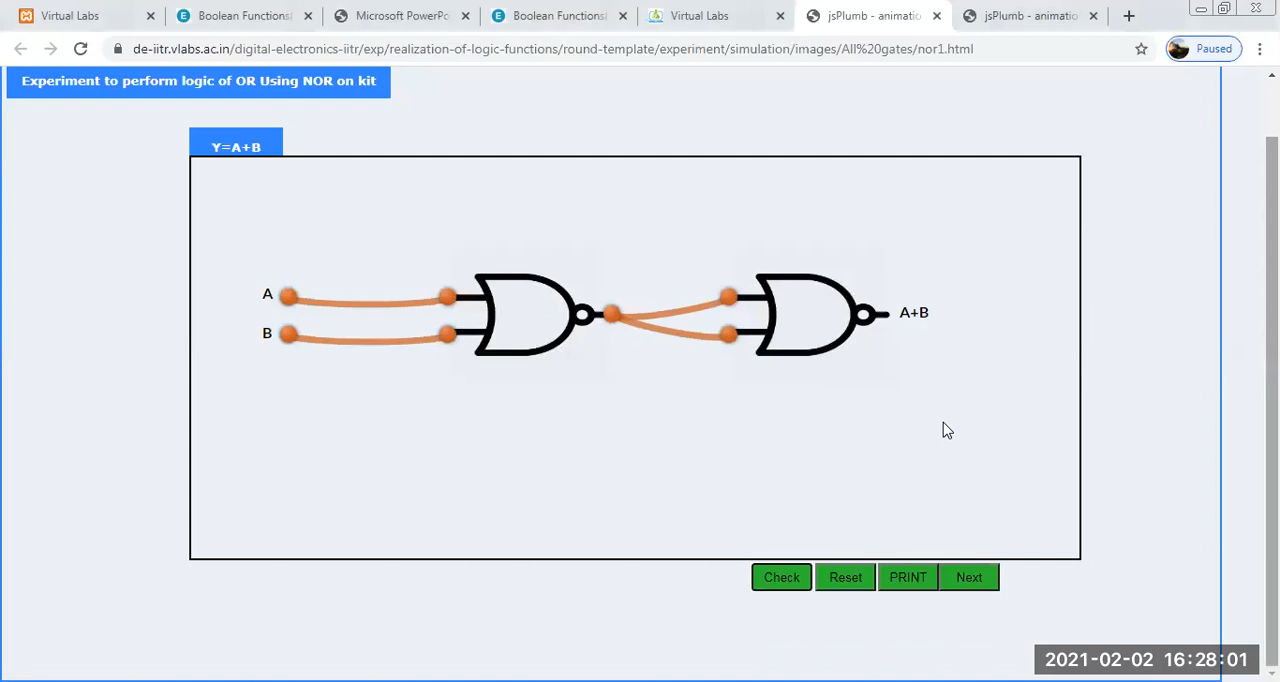 Virtual Labs
Boolean Functions
Microsoft PowerPo
Boolean Functions
Virtual Labs
jsPlumb - animatio
jsPlumb - animatio
de-iitr.vlabs.ac.in/digital-electronics-iitr/exp/realization-of-logic-functions/round-template/experiment/simulation/images/All%20gates/nor1.html
Paused
Experiment to perform logic of OR Using NOR on kit
Y=A+B
A
B
A+B
Check Reset PRINT Next
2021-02-02 16:28:01